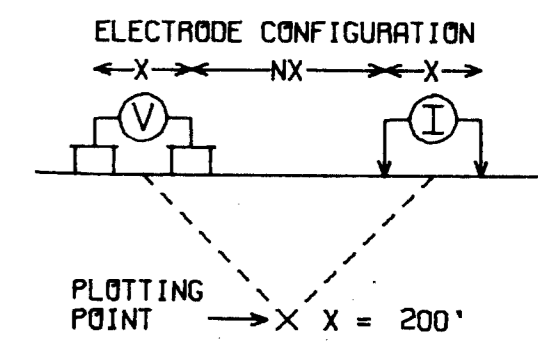 ELECTRODE CONFIGURATION
X NX X
V I
PLOTTING
POINT X X = 200'